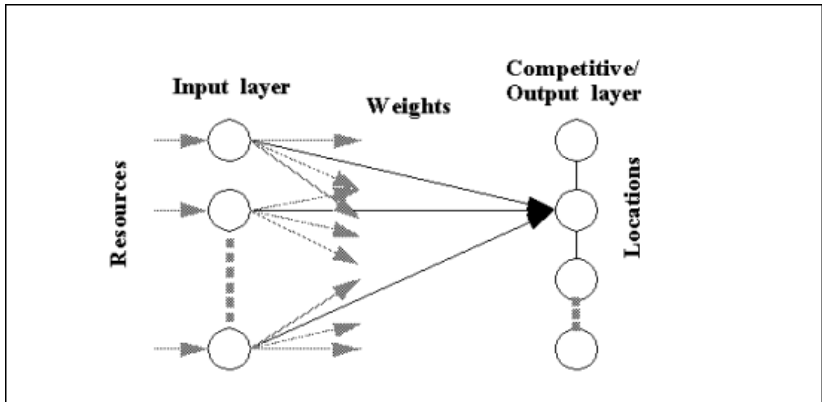 Input layer
Weights
Competitive/
Output layer
Resources
Locations